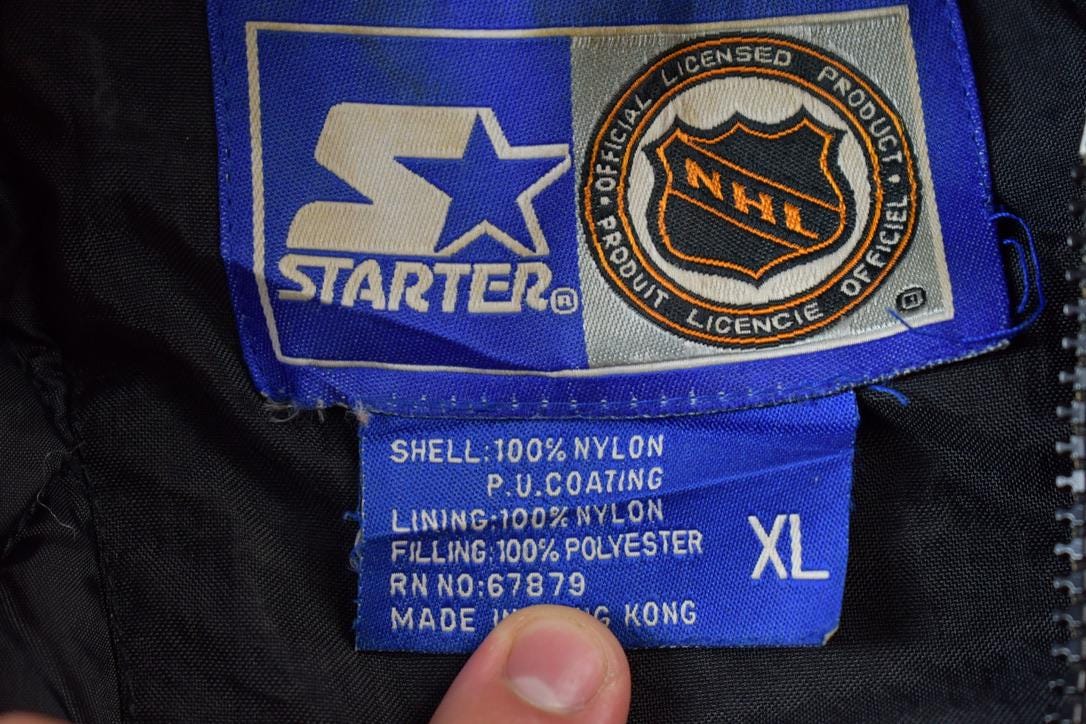 STARTER®
OFFICIAL LICENSED PRODUCT
NHL
PRODUIT LICENCIE OFFICIEL
SHELL:100% NYLON
P.U.COATING
LINING:100% NYLON
FILLING:100% POLYESTER
RN NO:67879
MADE KONG
XL